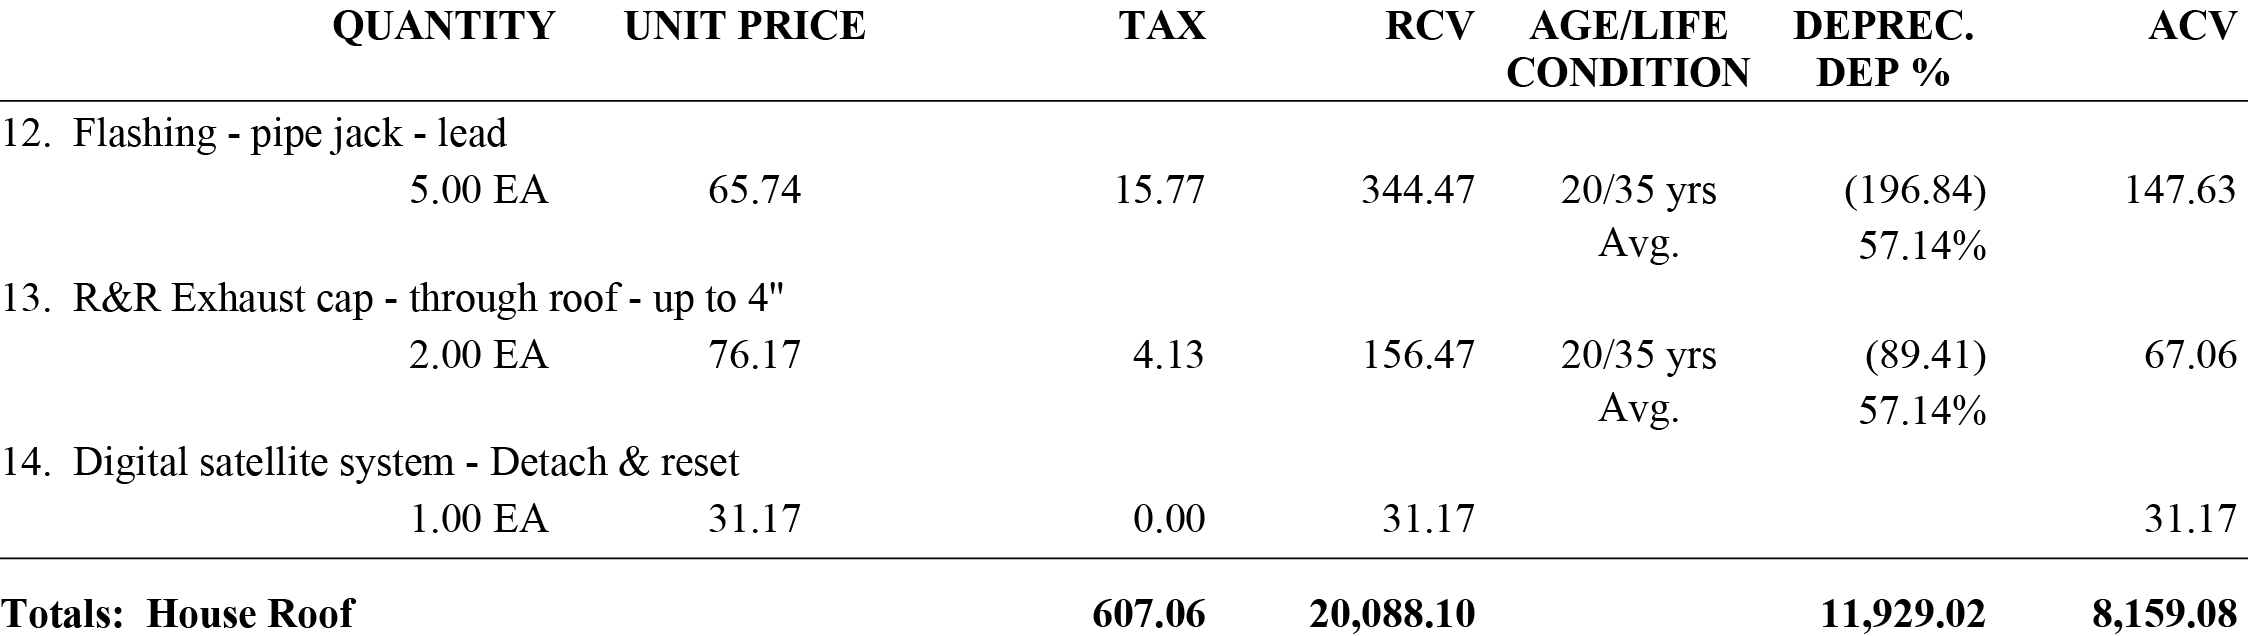 QUANTITY UNIT PRICE TAX RCV AGE/LIFE DEPREC. ACV
CONDITION DEP %
12. Flashing - pipe jack - lead
5.00 EA 65.74 15.77 344.47 20/35 yrs (196.84) 147.63
Avg. 57.14%
13. R&R Exhaust cap - through roof - up to 4"
2.00 EA 76.17 4.13 156.47 20/35 yrs (89.41) 67.06
Avg. 57.14%
14. Digital satellite system - Detach & reset
1.00 EA 31.17 0.00 31.17 31.17
Totals: House Roof 607.06 20,088.10 11,929.02 8,159.08